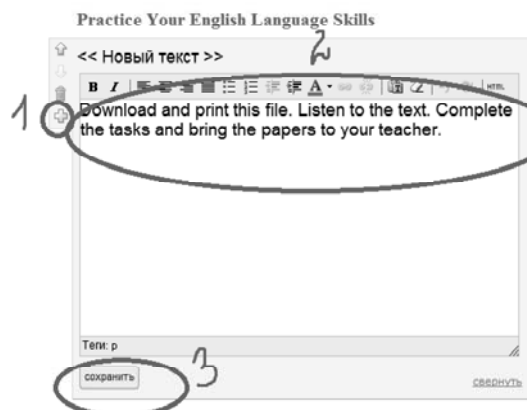 Practice Your English Language Skills
2
<< Новый текст >>
B I A HTML
1
Download and print this file. Listen to the text. Complete
the tasks and bring the papers to your teacher.
Теги: p
3
сохранить
свернуть